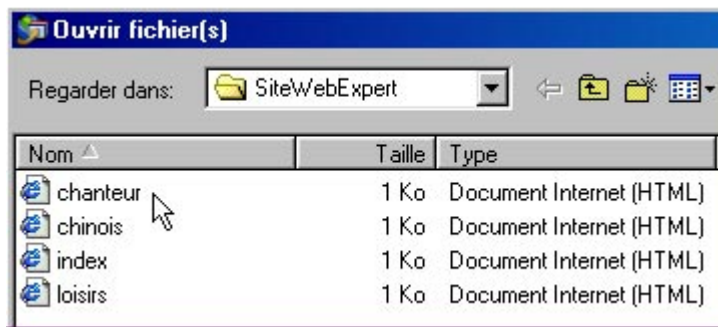 Ouvrir fichier(s)
Regarder dans: SiteWebExpert
Nom Taille Type
chanteur 1 Ko Document Internet (HTML)
chinois 1 Ko Document Internet (HTML)
index 1 Ko Document Internet (HTML)
loisirs 1 Ko Document Internet (HTML)